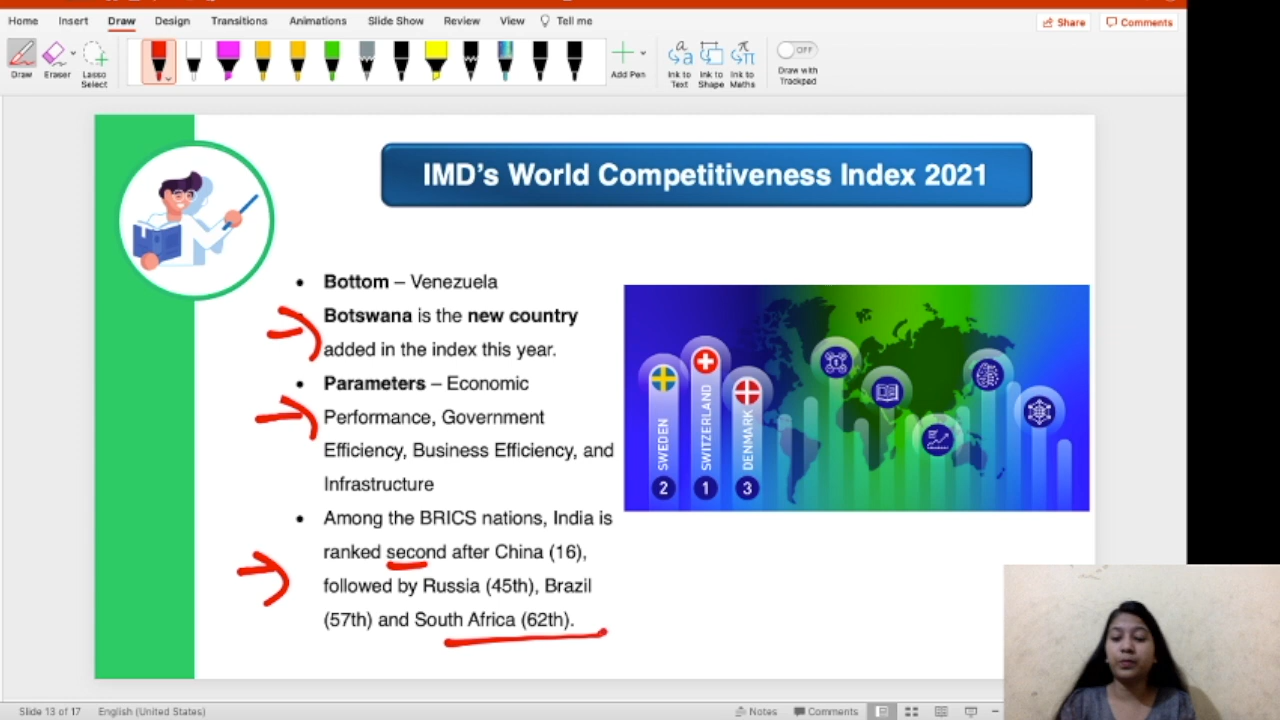 Home Insert Draw Design Transitions Animations Slide Show Review View Tell me
Share Comments
Draw Eraser Lasso Select
Add Pen
Ink to Text Ink to Shape Ink to Maths
OFF
Draw with Trackpad
IMD's World Competitiveness Index 2021
• Bottom – Venezuela
Botswana is the new country
added in the index this year.
• Parameters – Economic
Performance, Government
Efficiency, Business Efficiency, and
Infrastructure
• Among the BRICS nations, India is
ranked second after China (16),
followed by Russia (45th), Brazil
(57th) and South Africa (62th).
SWEDEN
2
SWITZERLAND
1
DENMARK
3
Slide 13 of 17 English (United States)
Notes Comments